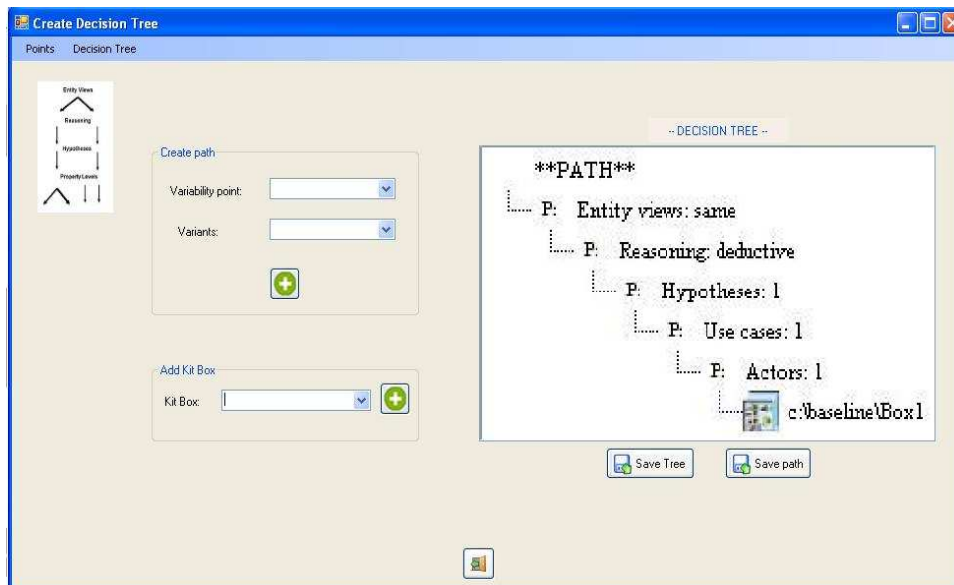 Create Decision Tree
Points Decision Tree
Entity Views
Reasoning
Hypotheses
Property Levels
Create path
Variability point:
Variants:
Add Kit Box
Kit Box:
-- DECISION TREE --
**PATH**
P: Entity views: same
P: Reasoning: deductive
P: Hypotheses: 1
P: Use cases: 1
P: Actors: 1
c:\baseline\Box1
Save Tree Save path